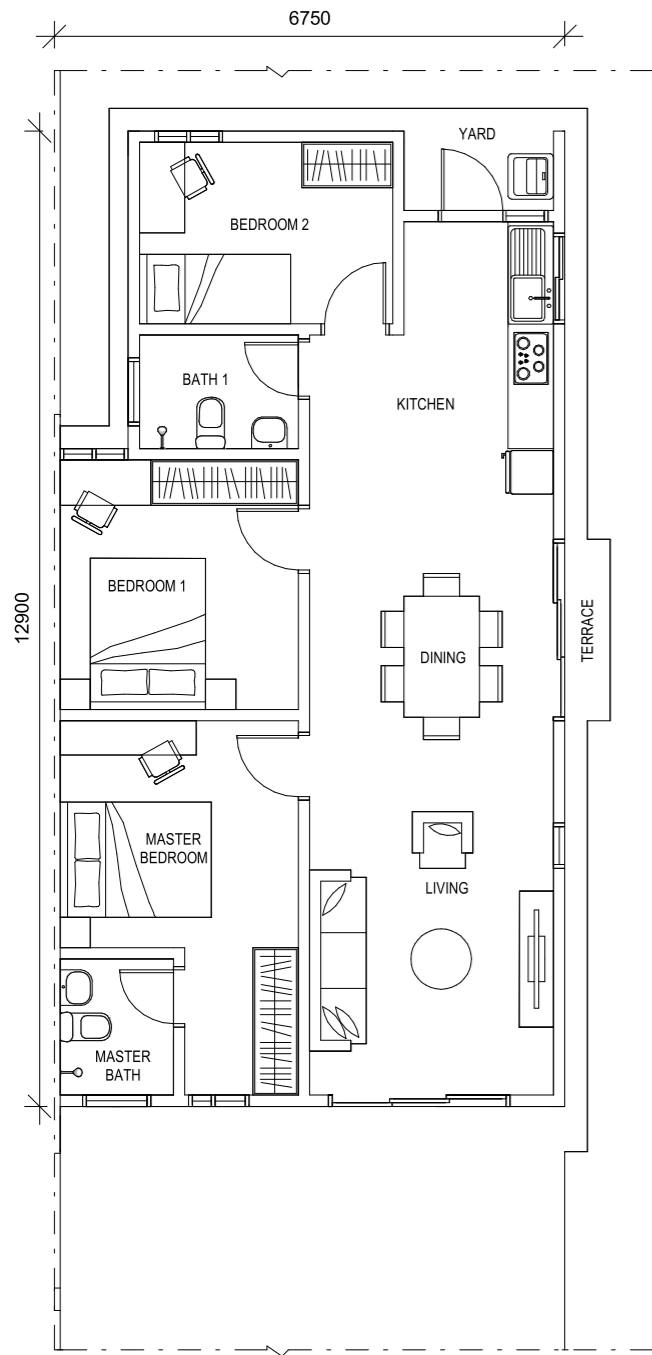 6750
YARD
BEDROOM 2
BATH 1
KITCHEN
12900
BEDROOM 1
DINING
TERRACE
MASTER
BEDROOM
LIVING
MASTER
BATH